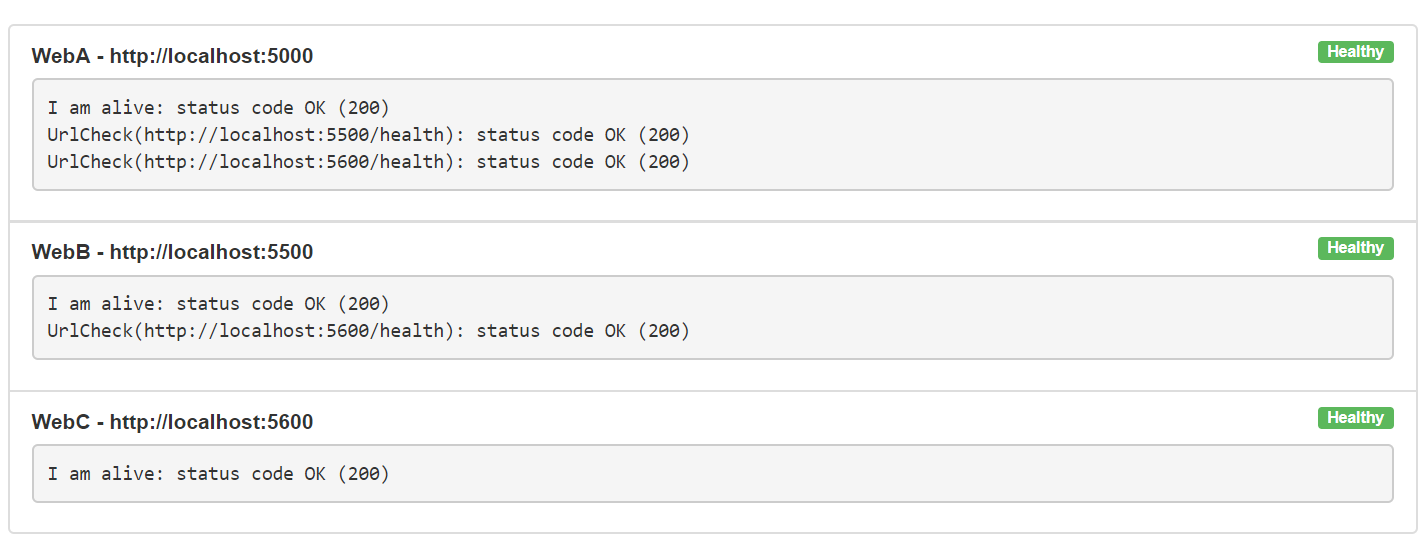 WebA - http://localhost:5000
Healthy
I am alive: status code OK (200)
UrlCheck(http://localhost:5500/health): status code OK (200)
UrlCheck(http://localhost:5600/health): status code OK (200)
WebB - http://localhost:5500
Healthy
I am alive: status code OK (200)
UrlCheck(http://localhost:5600/health): status code OK (200)
WebC - http://localhost:5600
Healthy
I am alive: status code OK (200)